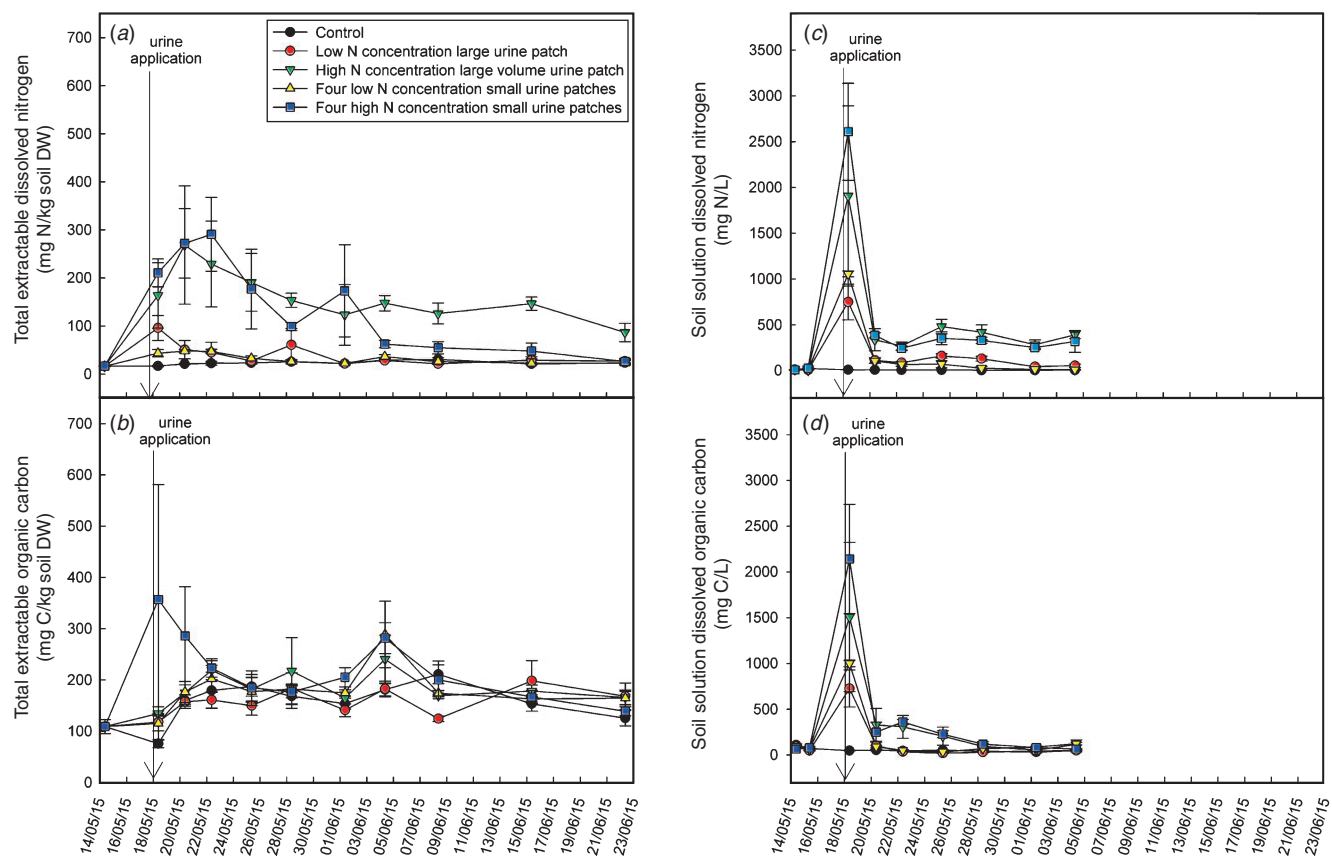 (a)
urine
application
Control
Low N concentration large urine patch
High N concentration large volume urine patch
Four low N concentration small urine patches
Four high N concentration small urine patches
Total extractable dissolved nitrogen
(mg N/kg soil DW)
700
600
500
400
300
200
100
0
(b)
urine
application
Total extractable organic carbon
(mg C/kg soil DW)
700
600
500
400
300
200
100
0
14/05/15
16/05/15
18/05/15
20/05/15
22/05/15
24/05/15
26/05/15
28/05/15
30/05/15
01/06/15
03/06/15
05/06/15
07/06/15
09/06/15
11/06/15
13/06/15
15/06/15
17/06/15
19/06/15
21/06/15
23/06/15
(c)
urine
application
Soil solution dissolved nitrogen
(mg N/L)
3500
3000
2500
2000
1500
1000
500
0
(d)
urine
application
Soil solution dissolved organic carbon
(mg C/L)
3500
3000
2500
2000
1500
1000
500
0
14/05/15
16/05/15
18/05/15
20/05/15
22/05/15
24/05/15
26/05/15
28/05/15
30/05/15
01/06/15
03/06/15
05/06/15
07/06/15
09/06/15
11/06/15
13/06/15
15/06/15
17/06/15
19/06/15
21/06/15
23/06/15